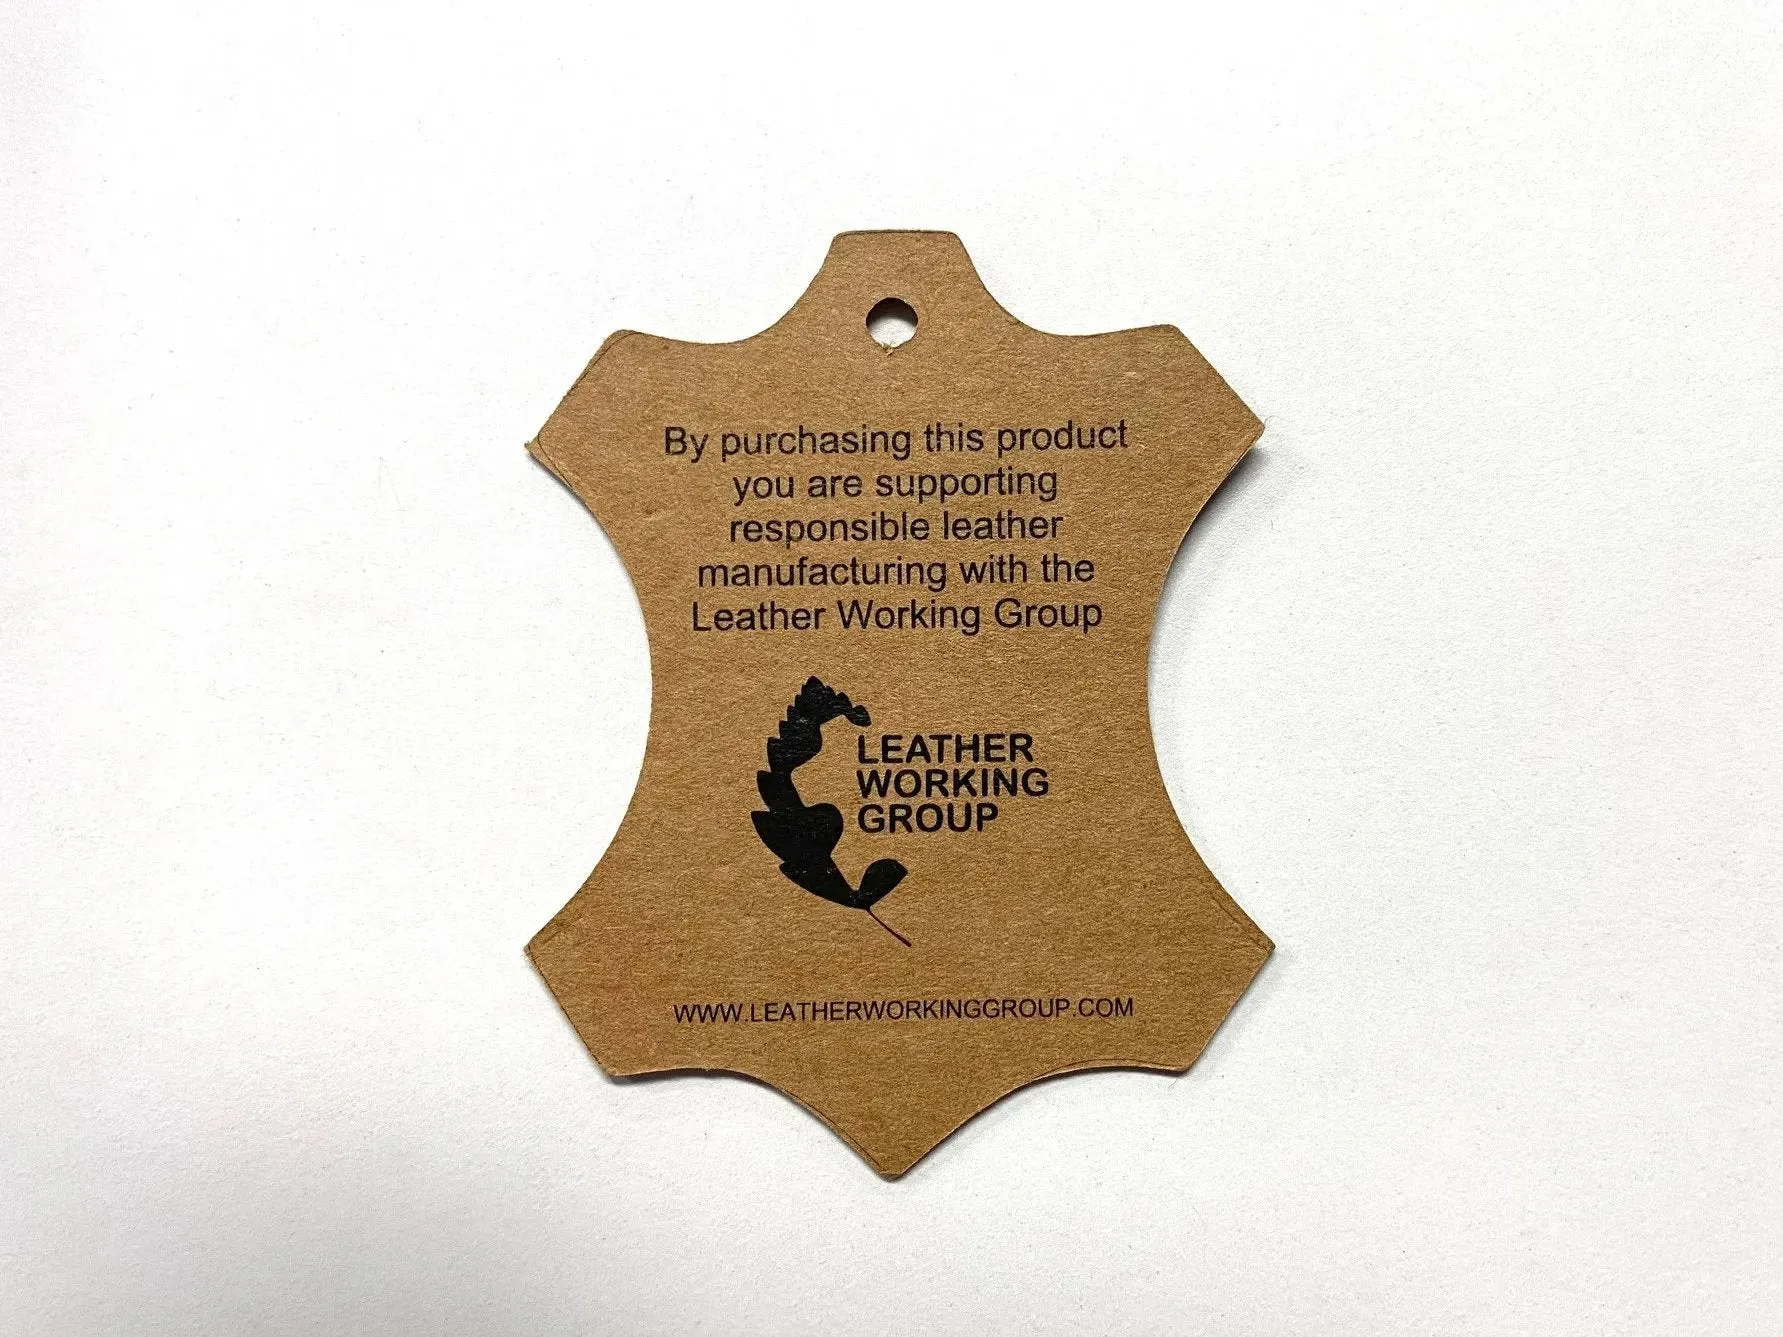 By purchasing this product
you are supporting
responsible leather
manufacturing with the
Leather Working Group
LEATHER
WORKING
GROUP
WWW.LEATHERWORKINGGROUP.COM